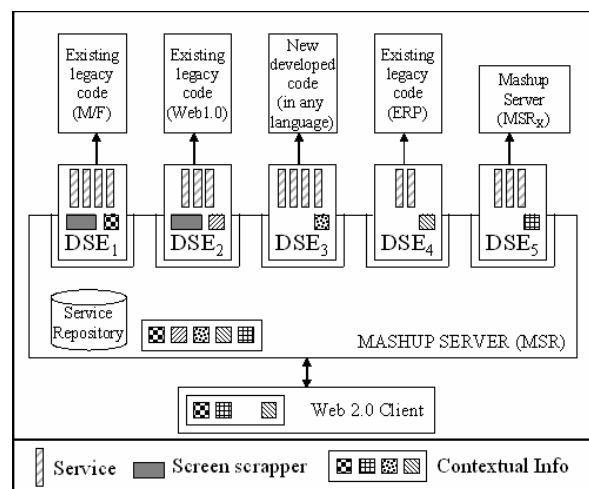 Existing
legacy
code
(M/F)
Existing
legacy
code
(Web1.0)
New
developed
code
(in any
language)
Existing
legacy
code
(ERP)
Mashup
Server
(MSRx)
DSE1
DSE2
DSE3
DSE4
DSE5
Service
Repository
MASHUP SERVER (MSR)
Web 2.0 Client
Service
Screen scrapper
Contextual Info